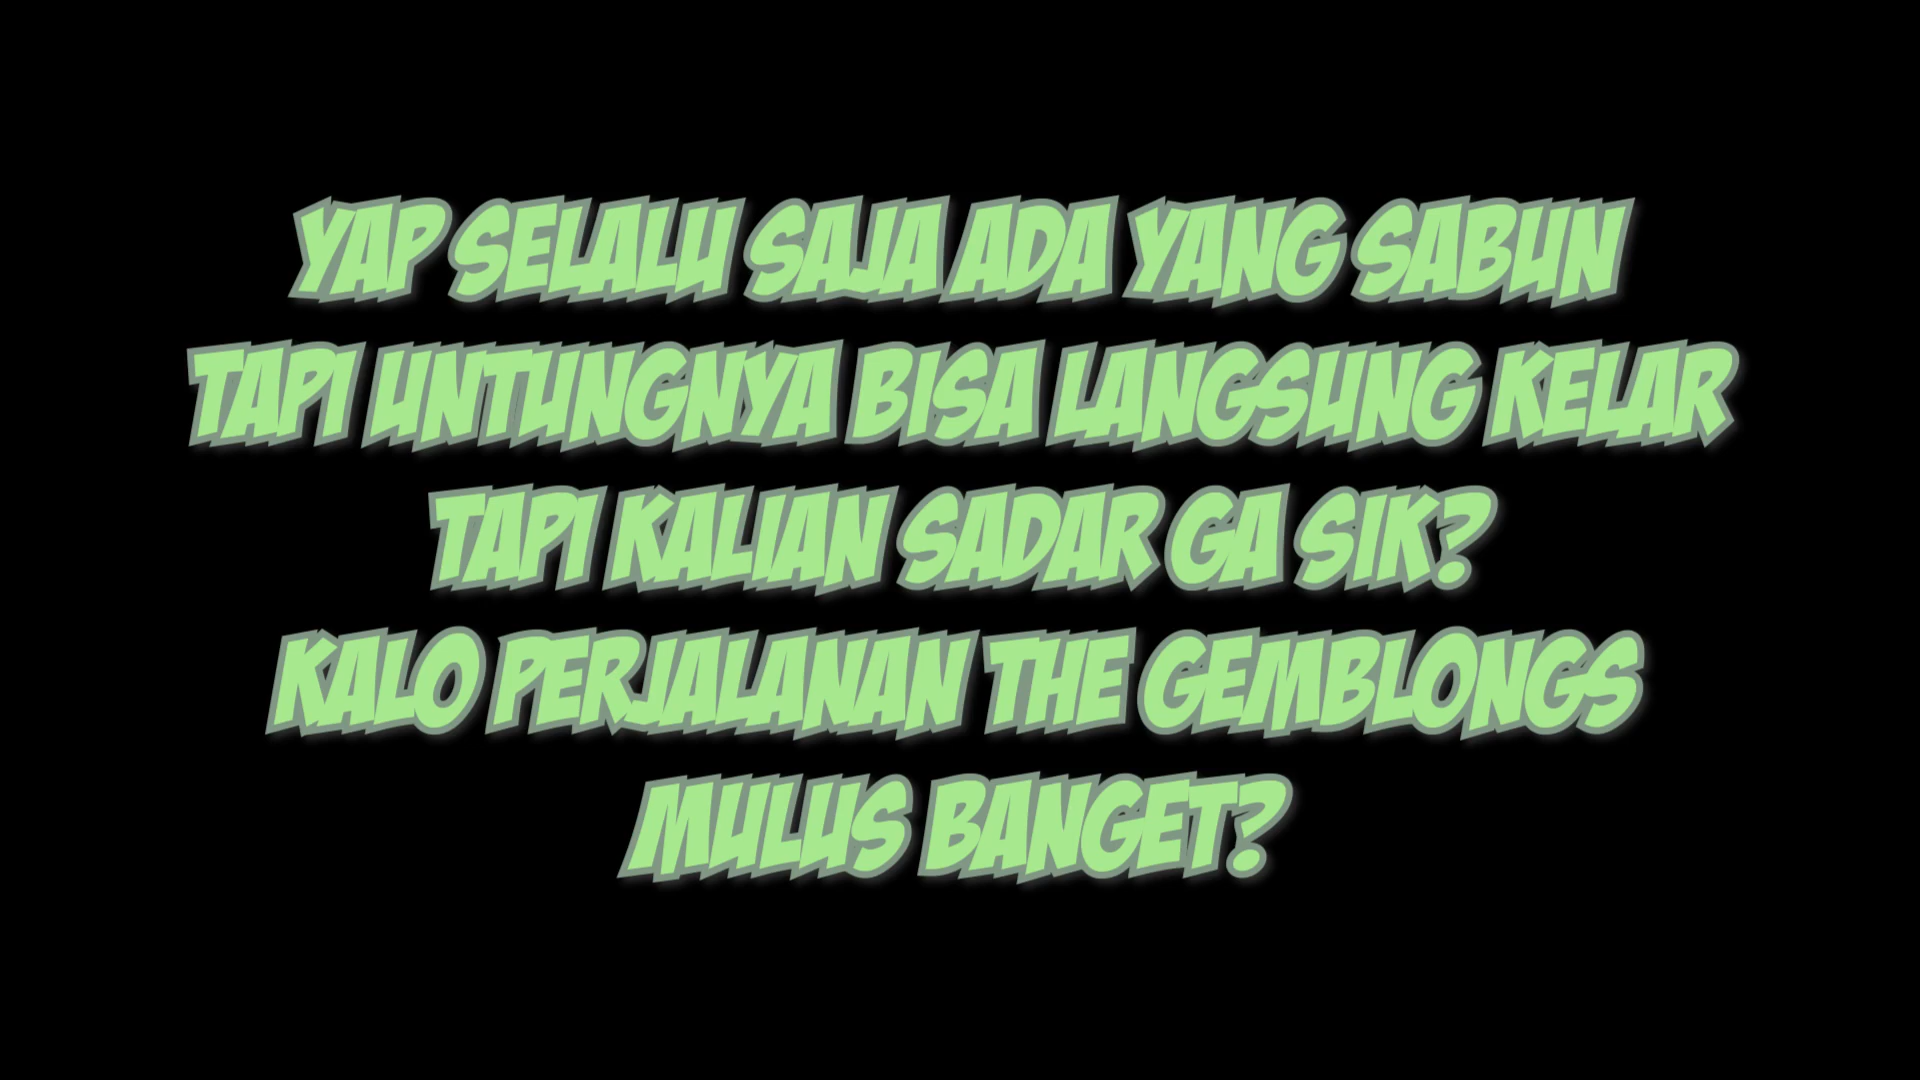 YAP SELALU SAJA ADA YANG SABUN
TAPI UNTUNGNYA BISA LANGSUNG KELAR
TAPI KALIAN SADAR GA SIK?
KALO PERJALANAN THE GEMBLONGS
MULUS BANGET?